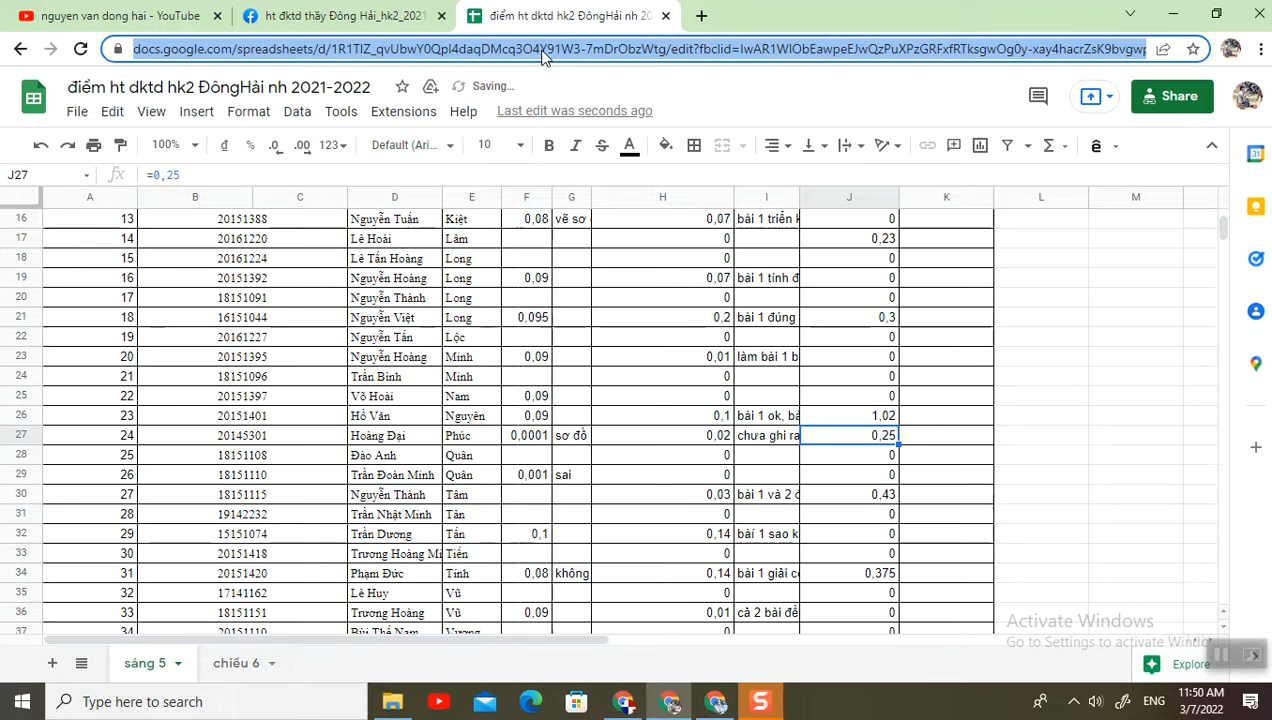 nguyen van dong hai - YouTube
ht đktd thầy Đông Hải_hk2_2021
điểm ht dktd hk2 ĐôngHải nh 20
điểm ht dktd hk2 ĐôngHải nh 2021-2022
Saving...
File Edit View Insert Format Data Tools Extensions Help Last edit was seconds ago
Share
100% đ % .0 .00 123 Default (Ari... 10
J27 fx =0,25
A B C D E F G H I J K L M
16 13 20151388 Nguyễn Tuấn Kiệt 0,08 vẽ sơ 0,07 bài 1 triển k 0
17 14 20161220 Lê Hoài Lâm 0 0,23
18 15 20161224 Lê Tấn Hoàng Long 0 0
19 16 20151392 Nguyễn Hoàng Long 0,09 0,07 bài 1 tính đ 0
20 17 18151091 Nguyễn Thành Long 0 0
21 18 16151044 Nguyễn Việt Long 0,095 0,2 bài 1 đúng 0,3
22 19 20161227 Nguyễn Tấn Lộc 0 0
23 20 20151395 Nguyễn Hoàng Minh 0,09 0,01 làm bài 1 b 0
24 21 18151096 Trần Bình Minh 0 0
25 22 20151397 Võ Hoài Nam 0,09 0 0
26 23 20151401 Hồ Văn Nguyên 0,09 0,1 bài 1 ok, bà 1,02
27 24 20145301 Hoàng Đại Phúc 0,0001 sơ đồ 0,02 chưa ghi ra 0,25
28 25 18151108 Đào Anh Quân 0 0
29 26 18151110 Trần Đoàn Minh Quân 0,001 sai 0 0
30 27 18151115 Nguyễn Thành Tâm 0,03 bài 1 và 2 đ 0,43
31 28 19142232 Trần Nhật Minh Tân 0 0
32 29 15151074 Trần Dương Tấn 0,1 0,14 bài 1 sao k 0
33 30 20151418 Trương Hoàng Mi Tiến 0 0
34 31 20151420 Phạm Đức Tính 0,08 không 0,14 bài 1 giải c 0,375
35 32 17141162 Lê Huy Vũ 0 0
36 33 18151151 Trương Hoàng Vũ 0,09 0,01 cả 2 bài đề 0
37 34 20151110 Bùi Thế Nam Vương 0 0
Activate Windows
Go to Settings to activate Wind
sáng 5 chiều 6 Explore
Type here to search
ENG
11:50 AM
3/7/2022